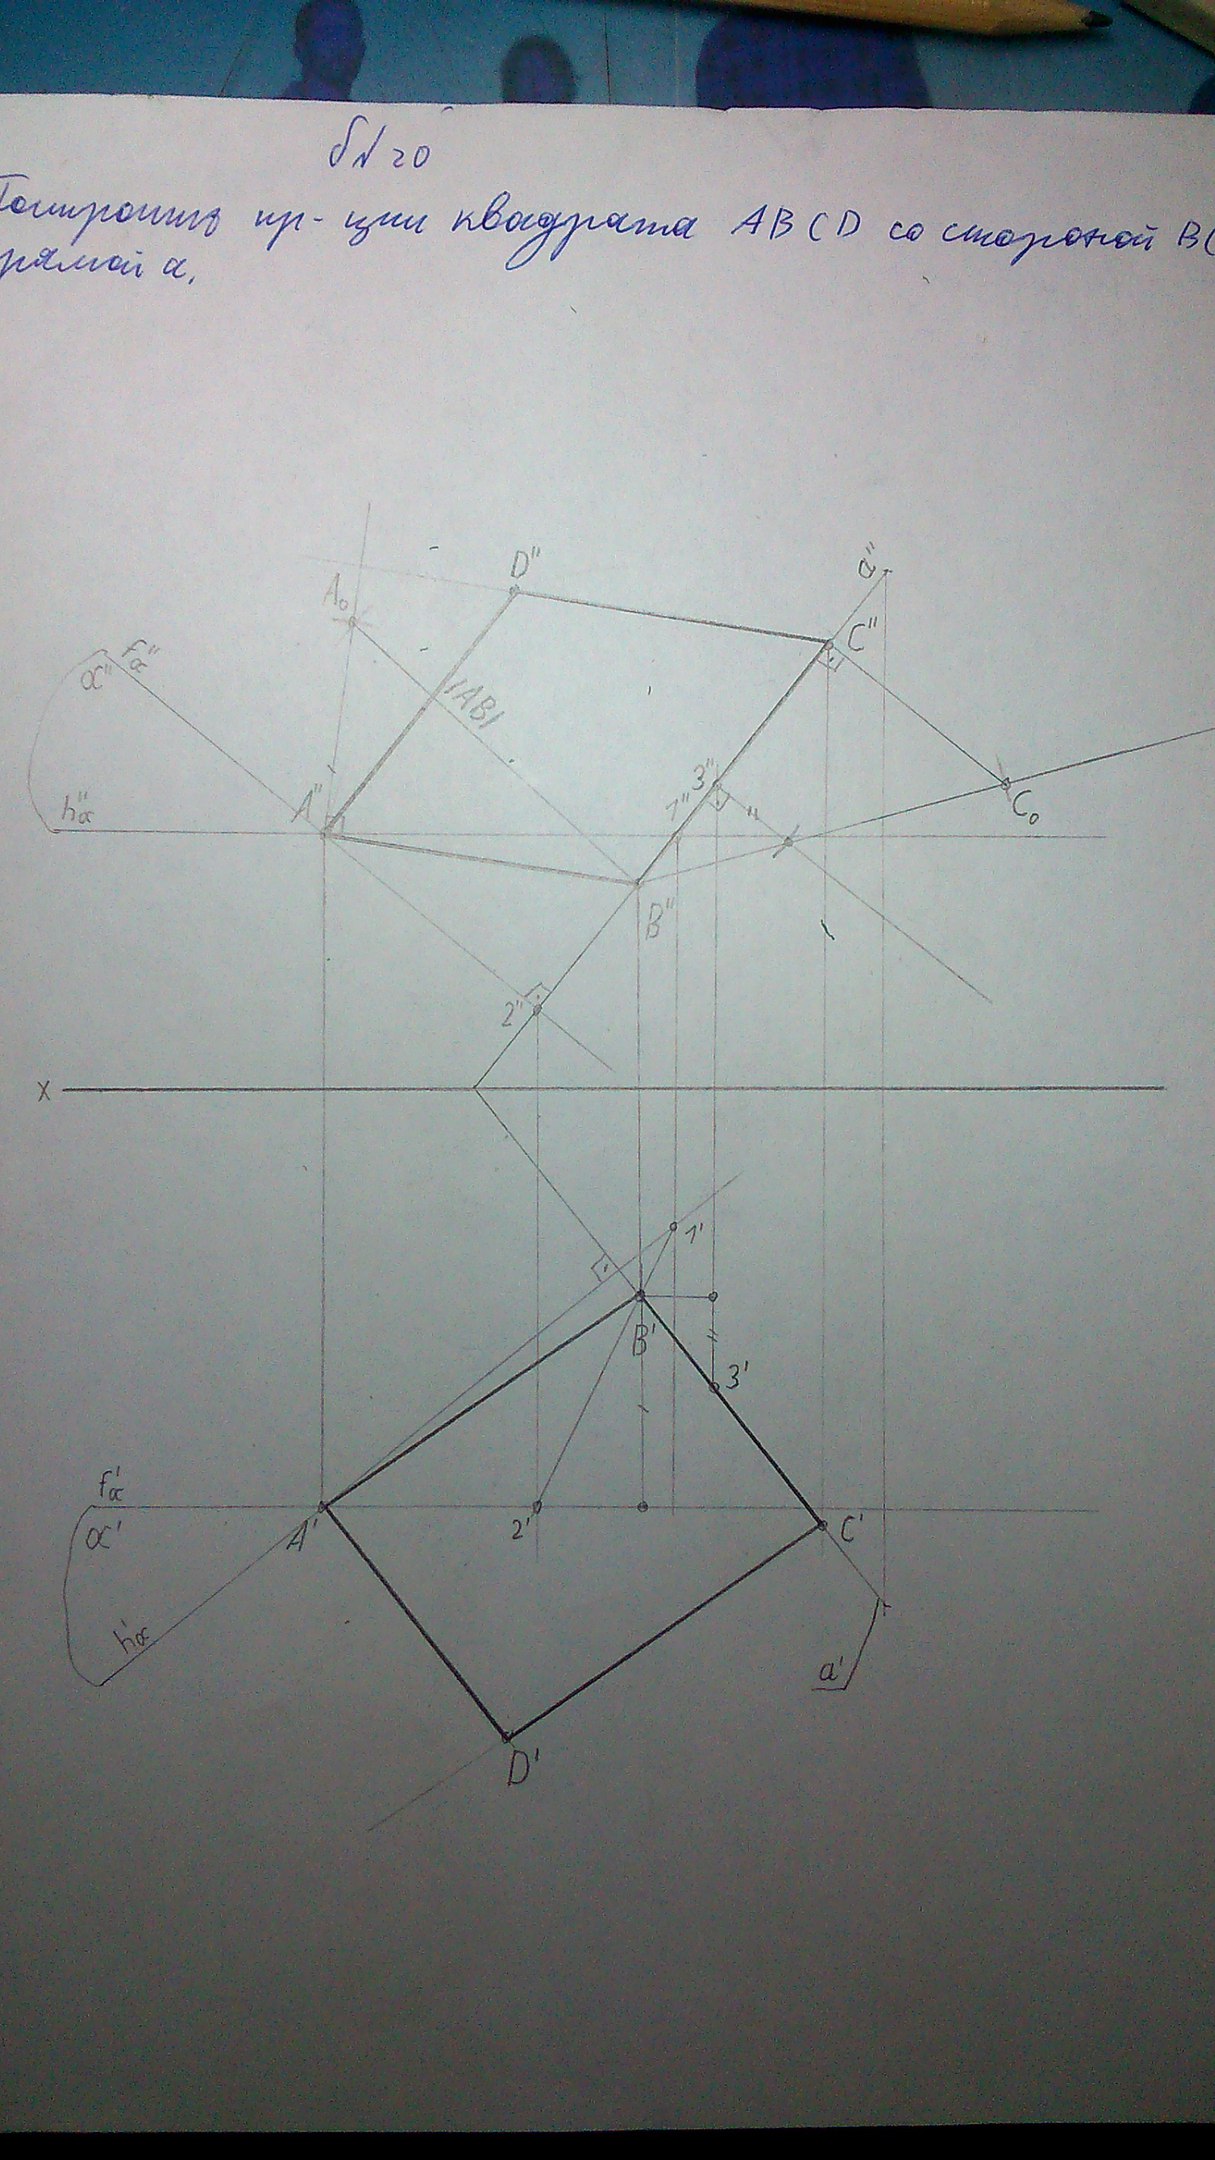 б№20
Построить пр-ции квадрата ABCD со стороной BC
прямой a.
a"
D"
A₀
C"
f"α
α"
|AB|
3"
1"
A"
h"α
C₀
B"
2"
X
1'
B'
3'
f'α
α'
A'
2'
C'
h'α
a'
D'